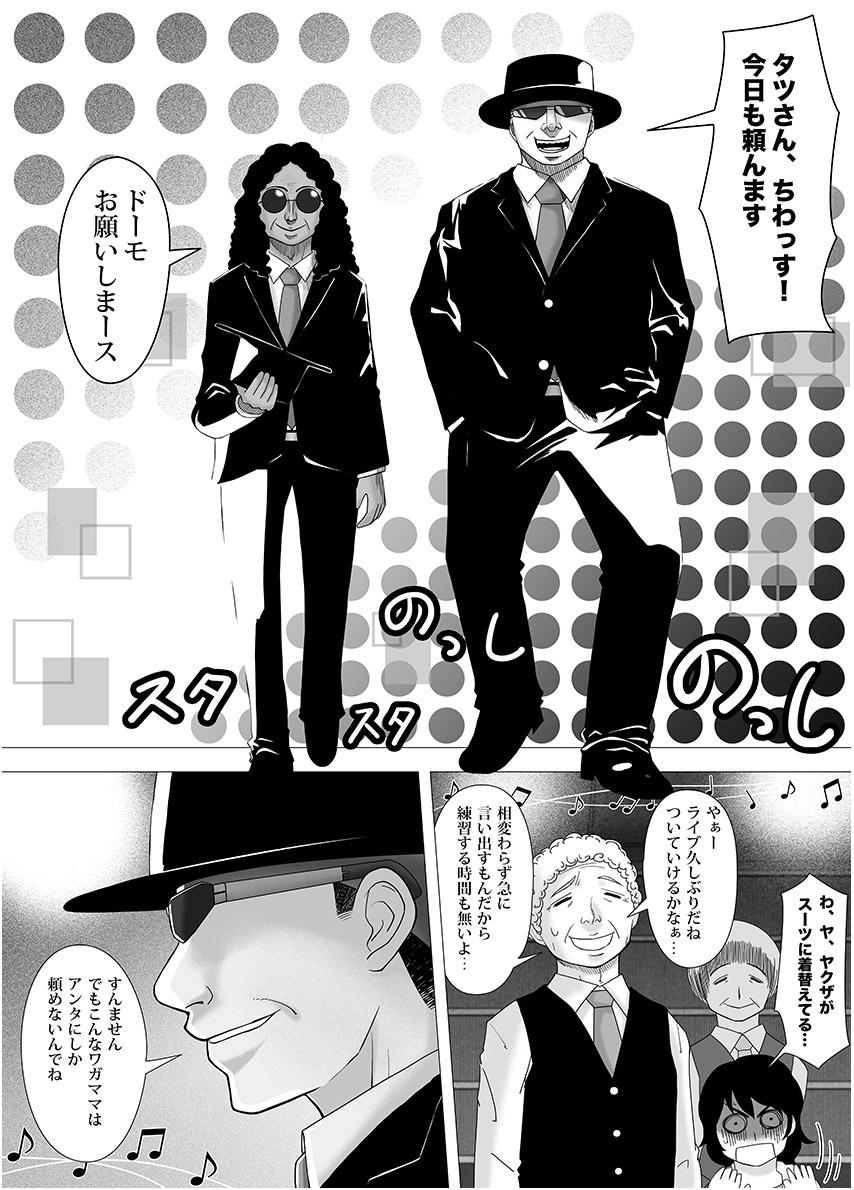 タツさん、ちわっす！
今日も頼んます
ドーモ
お願いしまース
のっし
のっし
スタ
スタ
わ、ヤ、ヤクザが
スーツに着替えてる…
やぁー
ライブ久しぶりだね
ついていけるかなぁ…
相変わらず急に
言い出すもんだから
練習する時間も無いよ…
すんません
でもこんなワガママは
アンタにしか
頼めないんでね